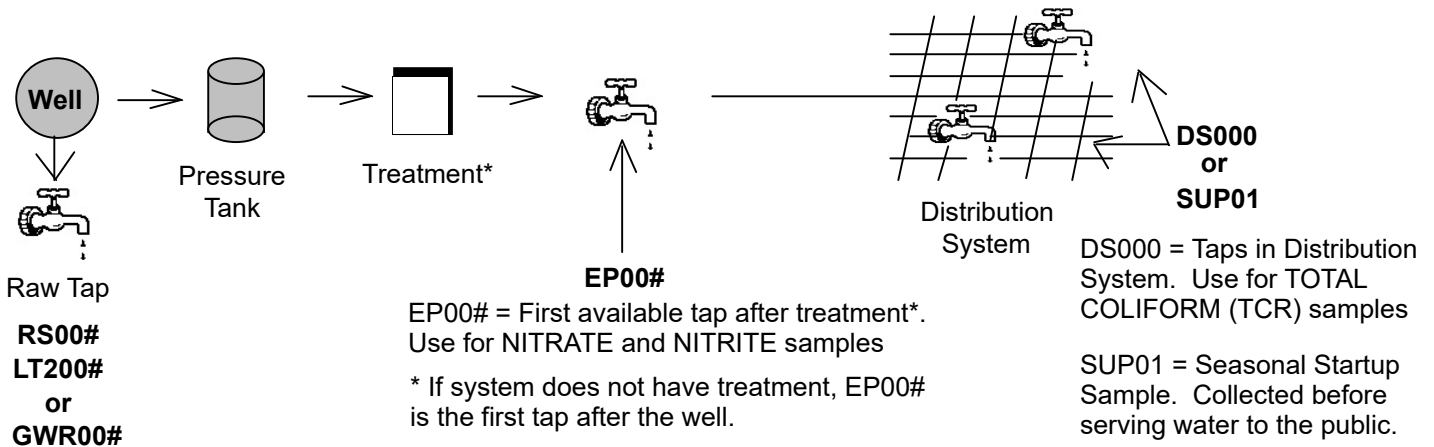 Well
Pressure
Tank
Treatment*
Raw Tap
RS00#
LT200#
or
GWR00#
EP00#
EP00# = First available tap after treatment*.
Use for NITRATE and NITRITE samples
* If system does not have treatment, EP00#
is the first tap after the well.
Distribution
System
DS000
or
SUP01
DS000 = Taps in Distribution
System. Use for TOTAL
COLIFORM (TCR) samples
SUP01 = Seasonal Startup
Sample. Collected before
serving water to the public.